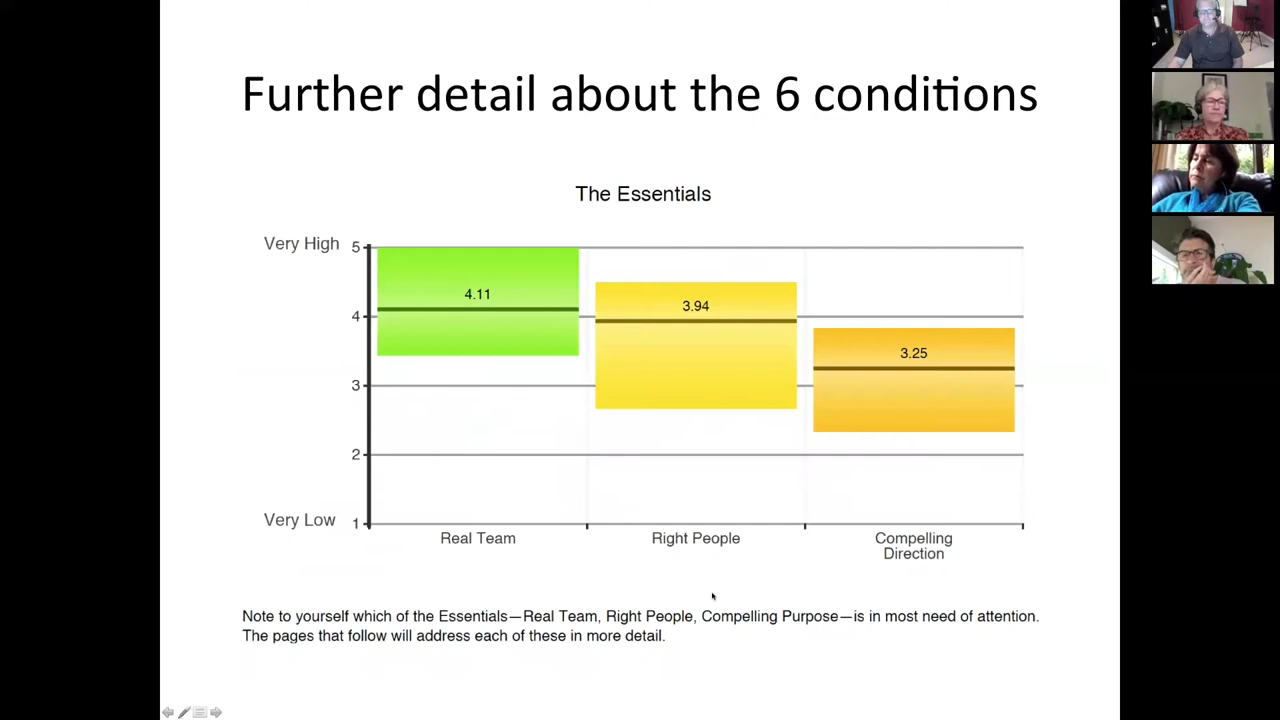 Further detail about the 6 conditions
The Essentials
Very High 5
4.11
3.94
4
3.25
3
2
Very Low 1
Real Team
Right People
Compelling
Direction
Note to yourself which of the Essentials—Real Team, Right People, Compelling Purpose—is in most need of attention.
The pages that follow will address each of these in more detail.